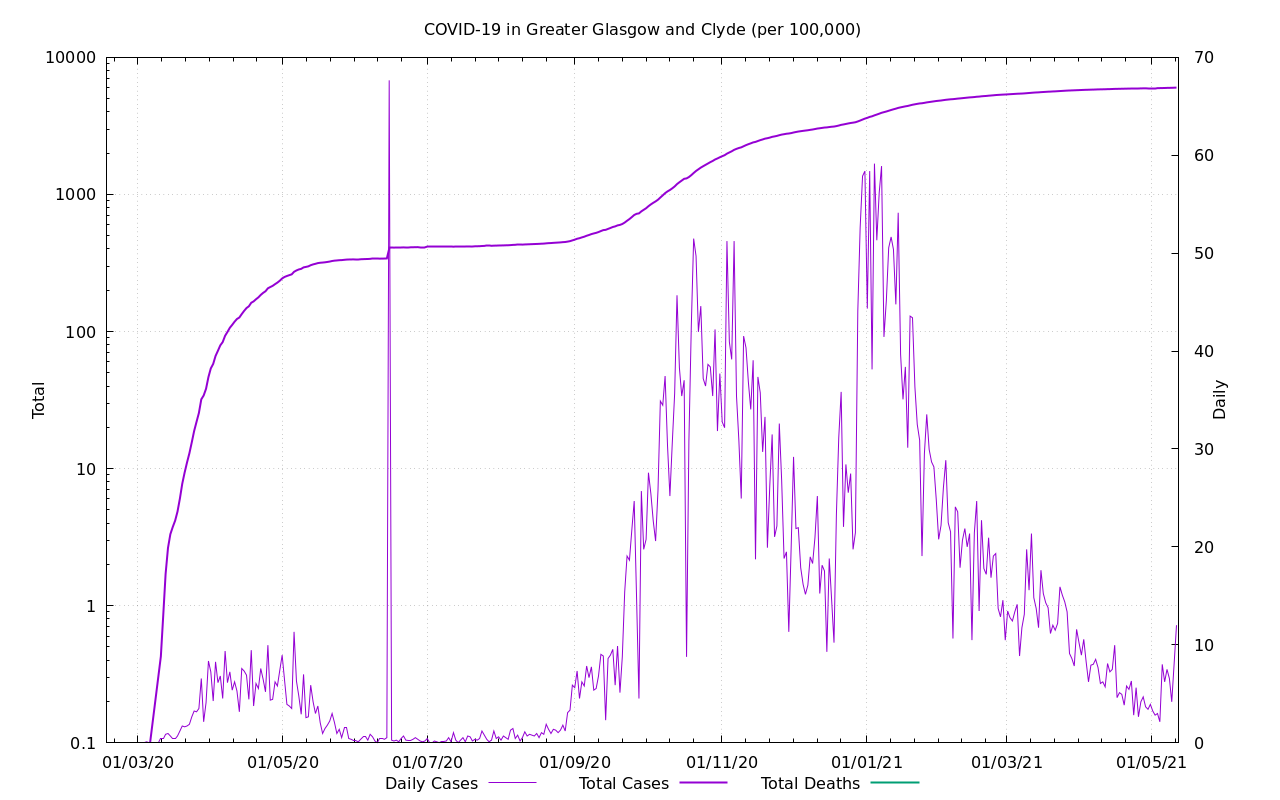 COVID-19 in Greater Glasgow and Clyde (per 100,000)
10000
1000
100
10
1
0.1
Total
70
60
50
40
30
20
10
0
Daily
01/03/20 01/05/20 01/07/20 01/09/20 01/11/20 01/01/21 01/03/21 01/05/21
Daily Cases Total Cases Total Deaths